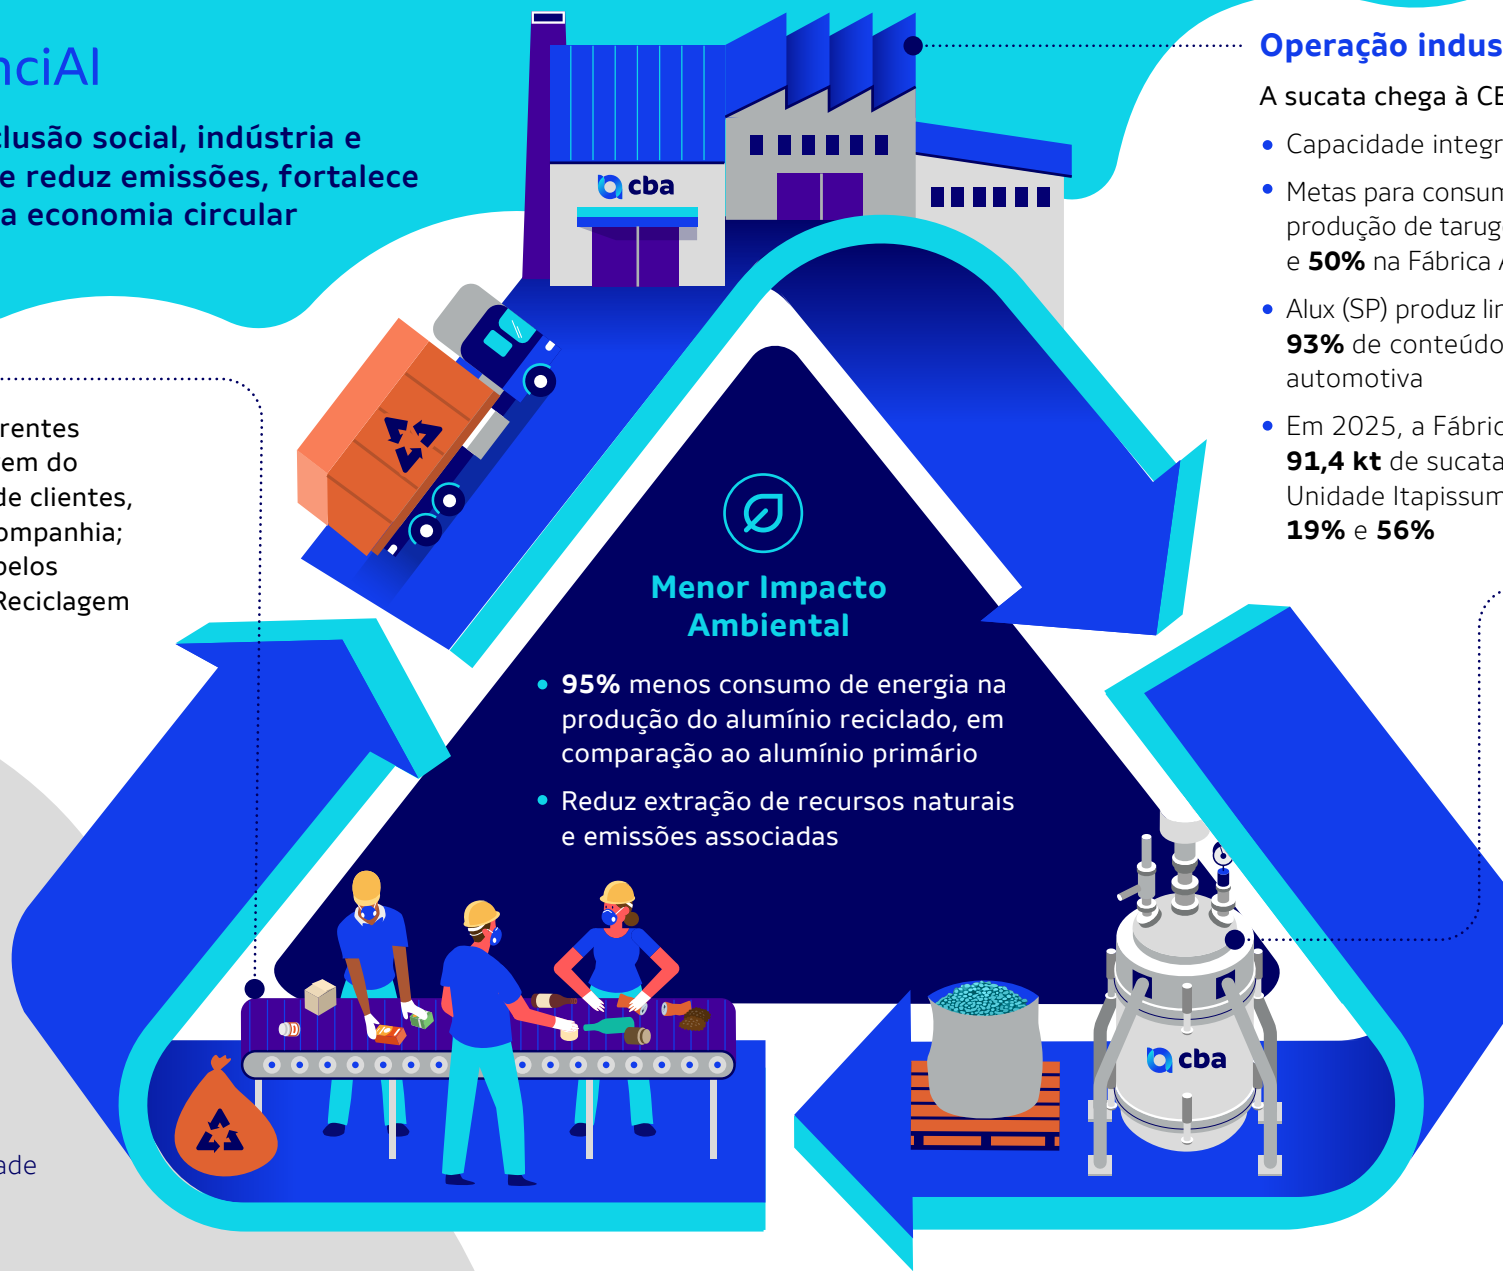 nciAl
clusão social, indústria e
e reduz emissões, fortalece
a economia circular
cba
Operação indus
A sucata chega à CB
• Capacidade integr
• Metas para consum
produção de tarug
e 50% na Fábrica A
• Alux (SP) produz lin
93% de conteúdo
automotiva
• Em 2025, a Fábric
91,4 kt de sucata
Unidade Itapissum
19% e 56%
rentes
em do
de clientes,
ompanhia;
pelos
Reciclagem
Menor Impacto
Ambiental
• 95% menos consumo de energia na
produção do alumínio reciclado, em
comparação ao alumínio primário
• Reduz extração de recursos naturais
e emissões associadas
cba
ade